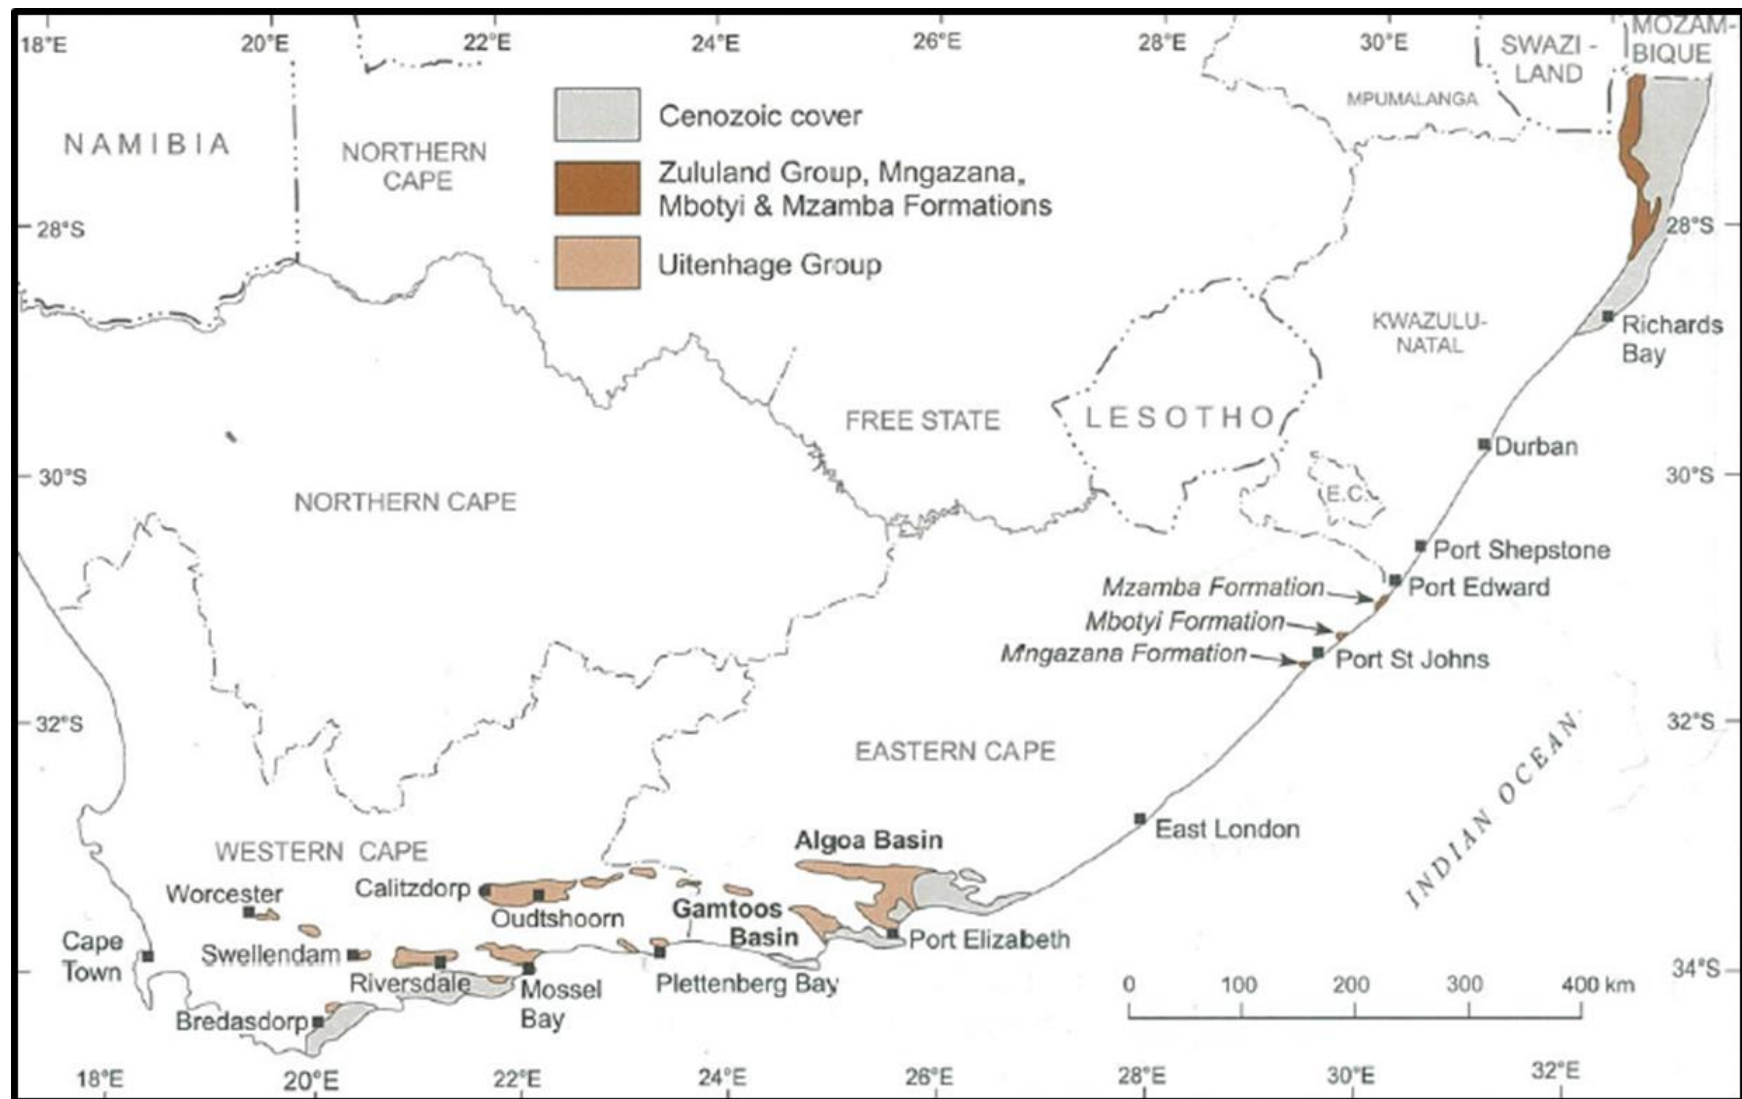 18°E 20°E 22°E 24°E 26°E 28°E 30°E
MOZAM-
BIQUE
SWAZI -
LAND
MPUMALANGA
NAMIBIA
NORTHERN
CAPE
Cenozoic cover
Zululand Group, Mngazana,
Mbotyi & Mzamba Formations
Uitenhage Group
28°S
28°S
KWAZULU-
NATAL
Richards
Bay
FREE STATE
LESOTHO
Durban
30°S
30°S
NORTHERN CAPE
E.C.
Port Shepstone
Mzamba Formation
Port Edward
Mbotyi Formation
Mngazana Formation
Port St Johns
32°S
32°S
EASTERN CAPE
INDIAN OCEAN
East London
WESTERN CAPE
Algoa Basin
Worcester
Calitzdorp
Oudtshoorn
Gamtoos
Basin
Cape
Town
Swellendam
Port Elizabeth
Riversdale
Mossel
Bay
Plettenberg Bay
34°S
Bredasdorp
0 100 200 300 400 km
18°E 20°E 22°E 24°E 26°E 28°E 30°E 32°E